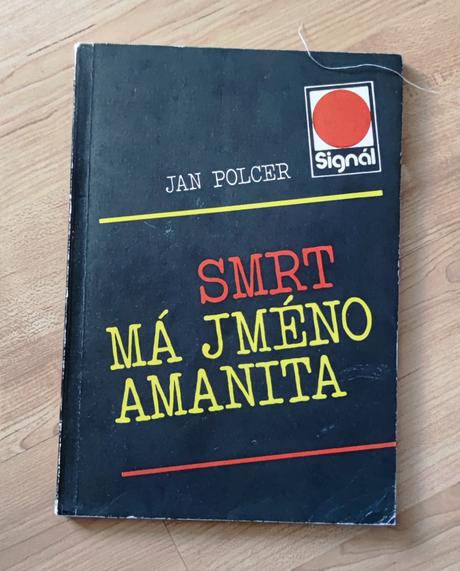 Signál
JAN POLCER
SMRT
MÁ JMÉNO
AMANITA